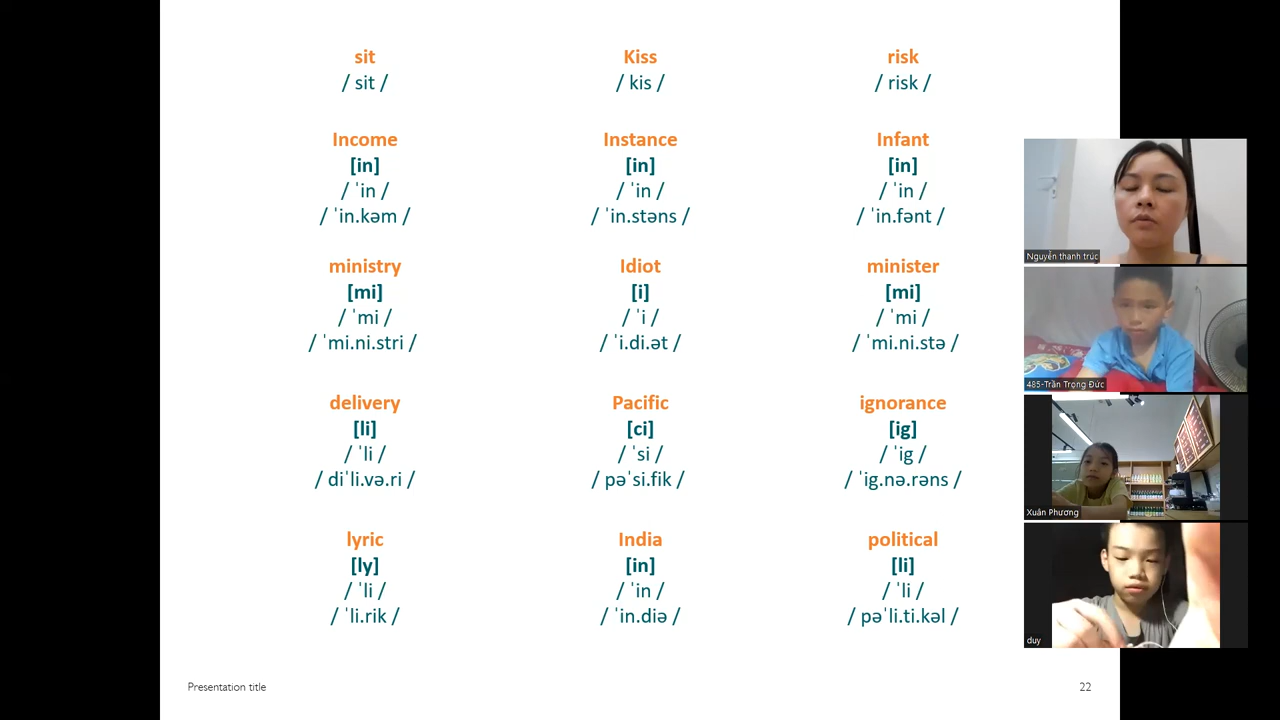 sit
/ sit /
Kiss
/ kis /
risk
/ risk /
Income
[in]
/ ˈin /
/ ˈin.kəm /
Instance
[in]
/ ˈin /
/ ˈin.stəns /
Infant
[in]
/ ˈin /
/ ˈin.fənt /
ministry
[mi]
/ ˈmi /
/ ˈmi.ni.stri /
Idiot
[i]
/ ˈi /
/ ˈi.di.ət /
minister
[mi]
/ ˈmi /
/ ˈmi.ni.stə /
delivery
[li]
/ ˈli /
/ diˈli.və.ri /
Pacific
[ci]
/ ˈsi /
/ pəˈsi.fik /
ignorance
[ig]
/ ˈig /
/ ˈig.nə.rəns /
lyric
[ly]
/ ˈli /
/ ˈli.rik /
India
[in]
/ ˈin /
/ ˈin.diə /
political
[li]
/ ˈli /
/ pəˈli.ti.kəl /
Presentation title
22
Nguyễn thanh trúc
485-Trần Trọng Đức
Xuân Phương
duy